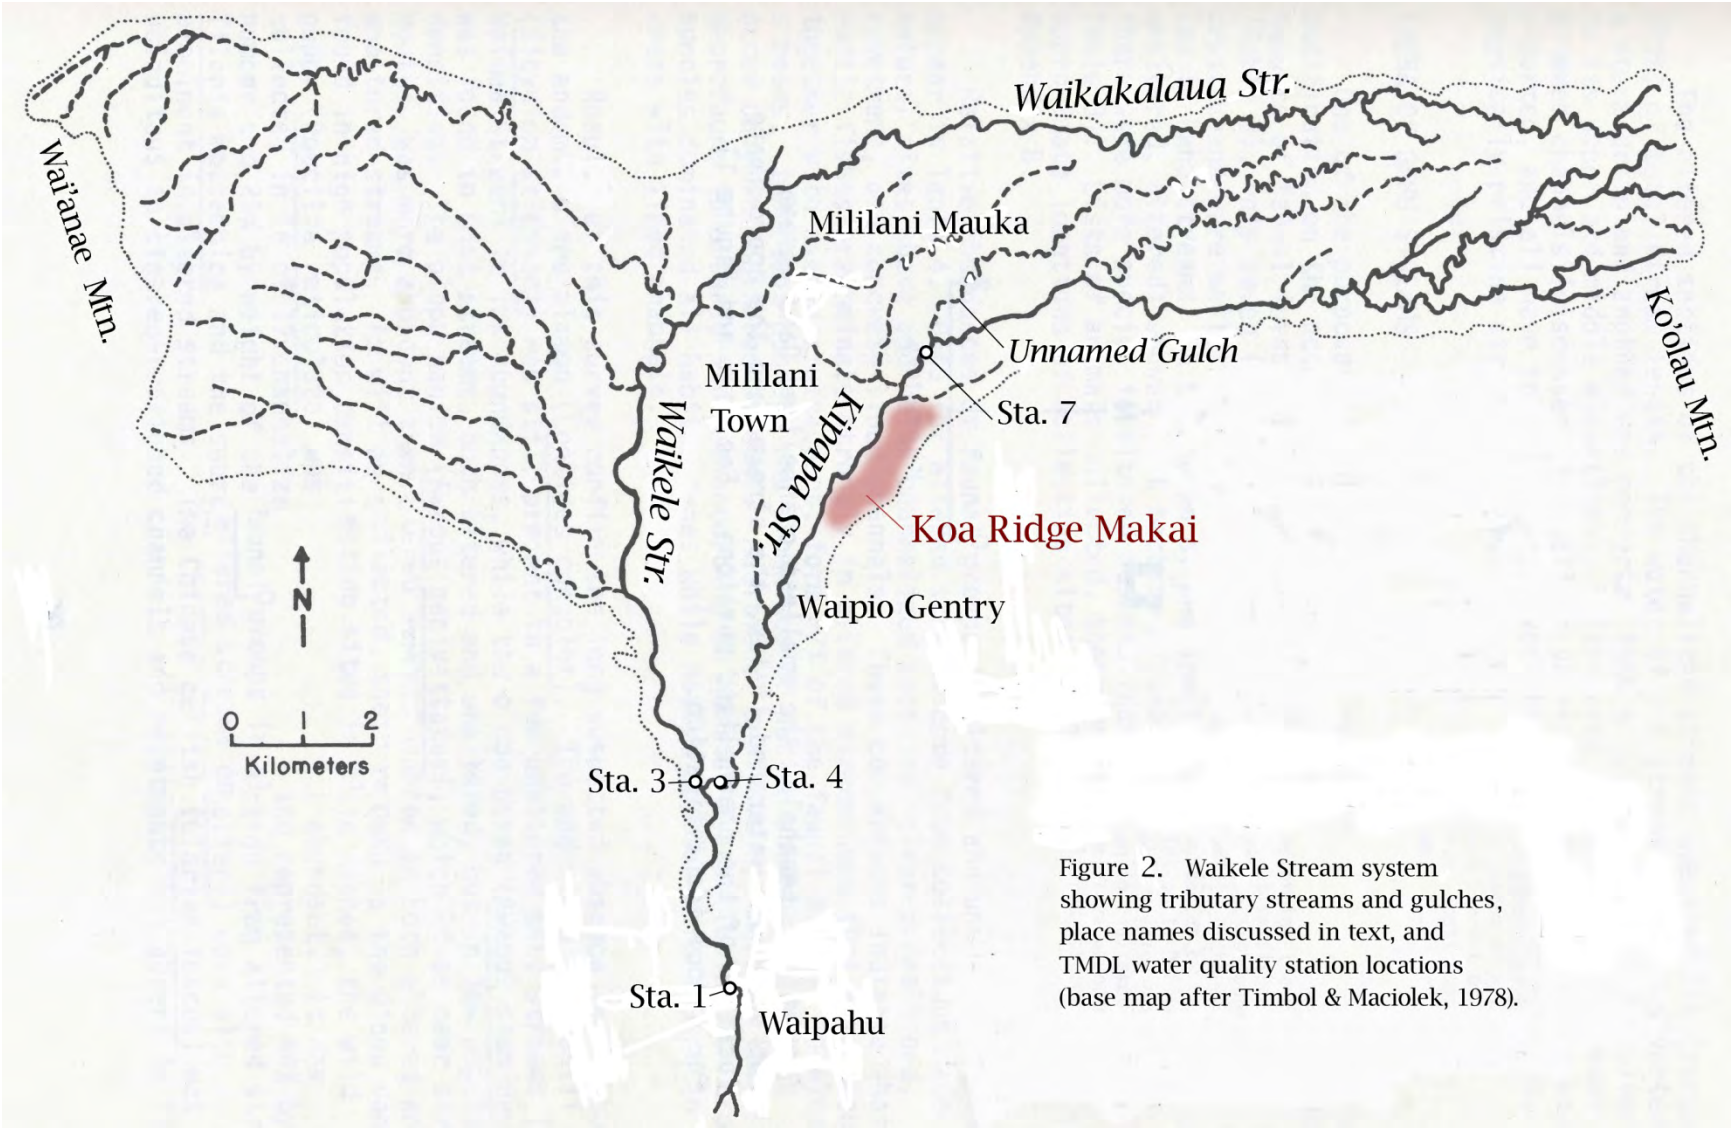 Waikakalaua Str.
Wai'anae Mtn.
Mililani Mauka
Ko'olau Mtn.
Unnamed Gulch
Mililani
Town
Sta. 7
Waikele Str.
Kipapa Str.
Koa Ridge Makai
N
Waipio Gentry
0 1 2
Kilometers
Sta. 3
Sta. 4
Figure 2. Waikele Stream system
showing tributary streams and gulches,
place names discussed in text, and
TMDL water quality station locations
(base map after Timbol & Maciolek, 1978).
Sta. 1
Waipahu